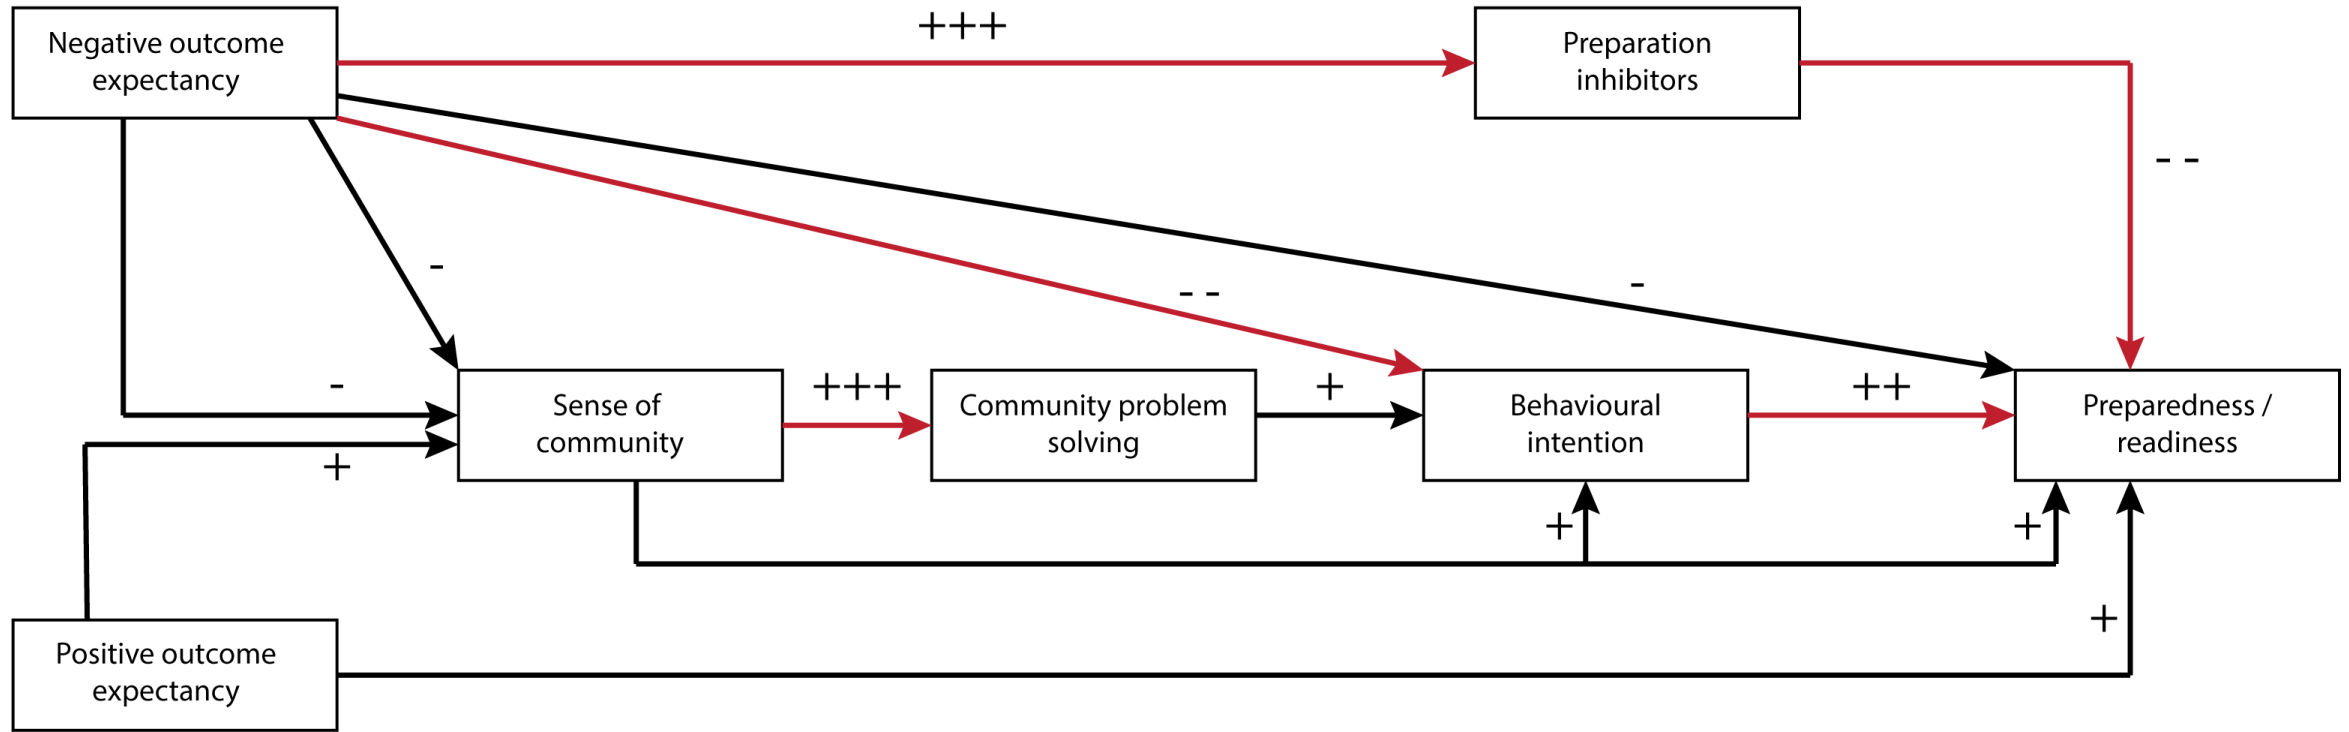 Negative outcome
expectancy
+++
Preparation
inhibitors
- -
-
- -
-
-
+
Sense of
community
+++
Community problem
solving
+
Behavioural
intention
++
Preparedness /
readiness
+
+
+
Positive outcome
expectancy